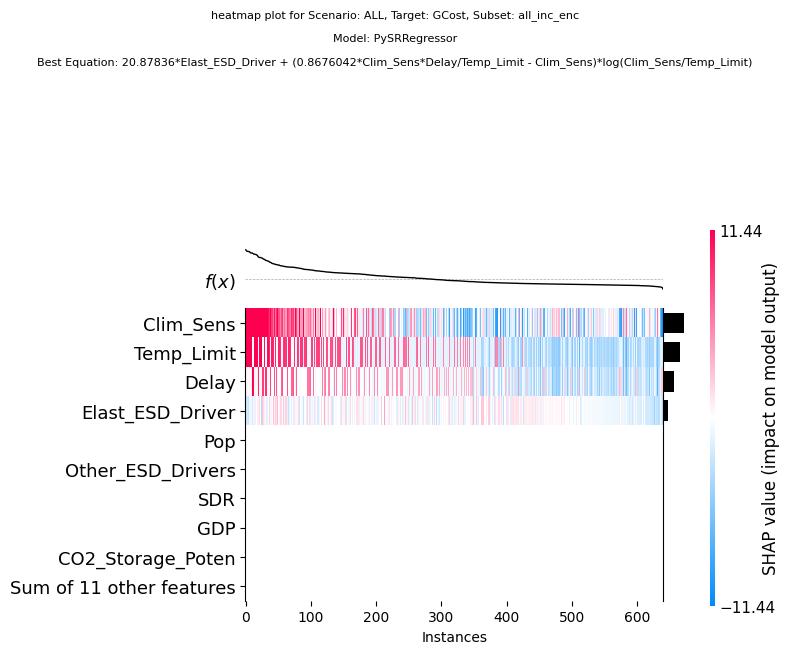 heatmap plot for Scenario: ALL, Target: GCost, Subset: all_inc_enc
Model: PySRRegressor
Best Equation: 20.87836*Elast_ESD_Driver + (0.8676042*Clim_Sens*Delay/Temp_Limit - Clim_Sens)*log(Clim_Sens/Temp_Limit)
f(x)
Clim_Sens
Temp_Limit
Delay
Elast_ESD_Driver
Pop
Other_ESD_Drivers
SDR
GDP
CO2_Storage_Poten
Sum of 11 other features
0 100 200 300 400 500 600
Instances
11.44
−11.44
SHAP value (impact on model output)